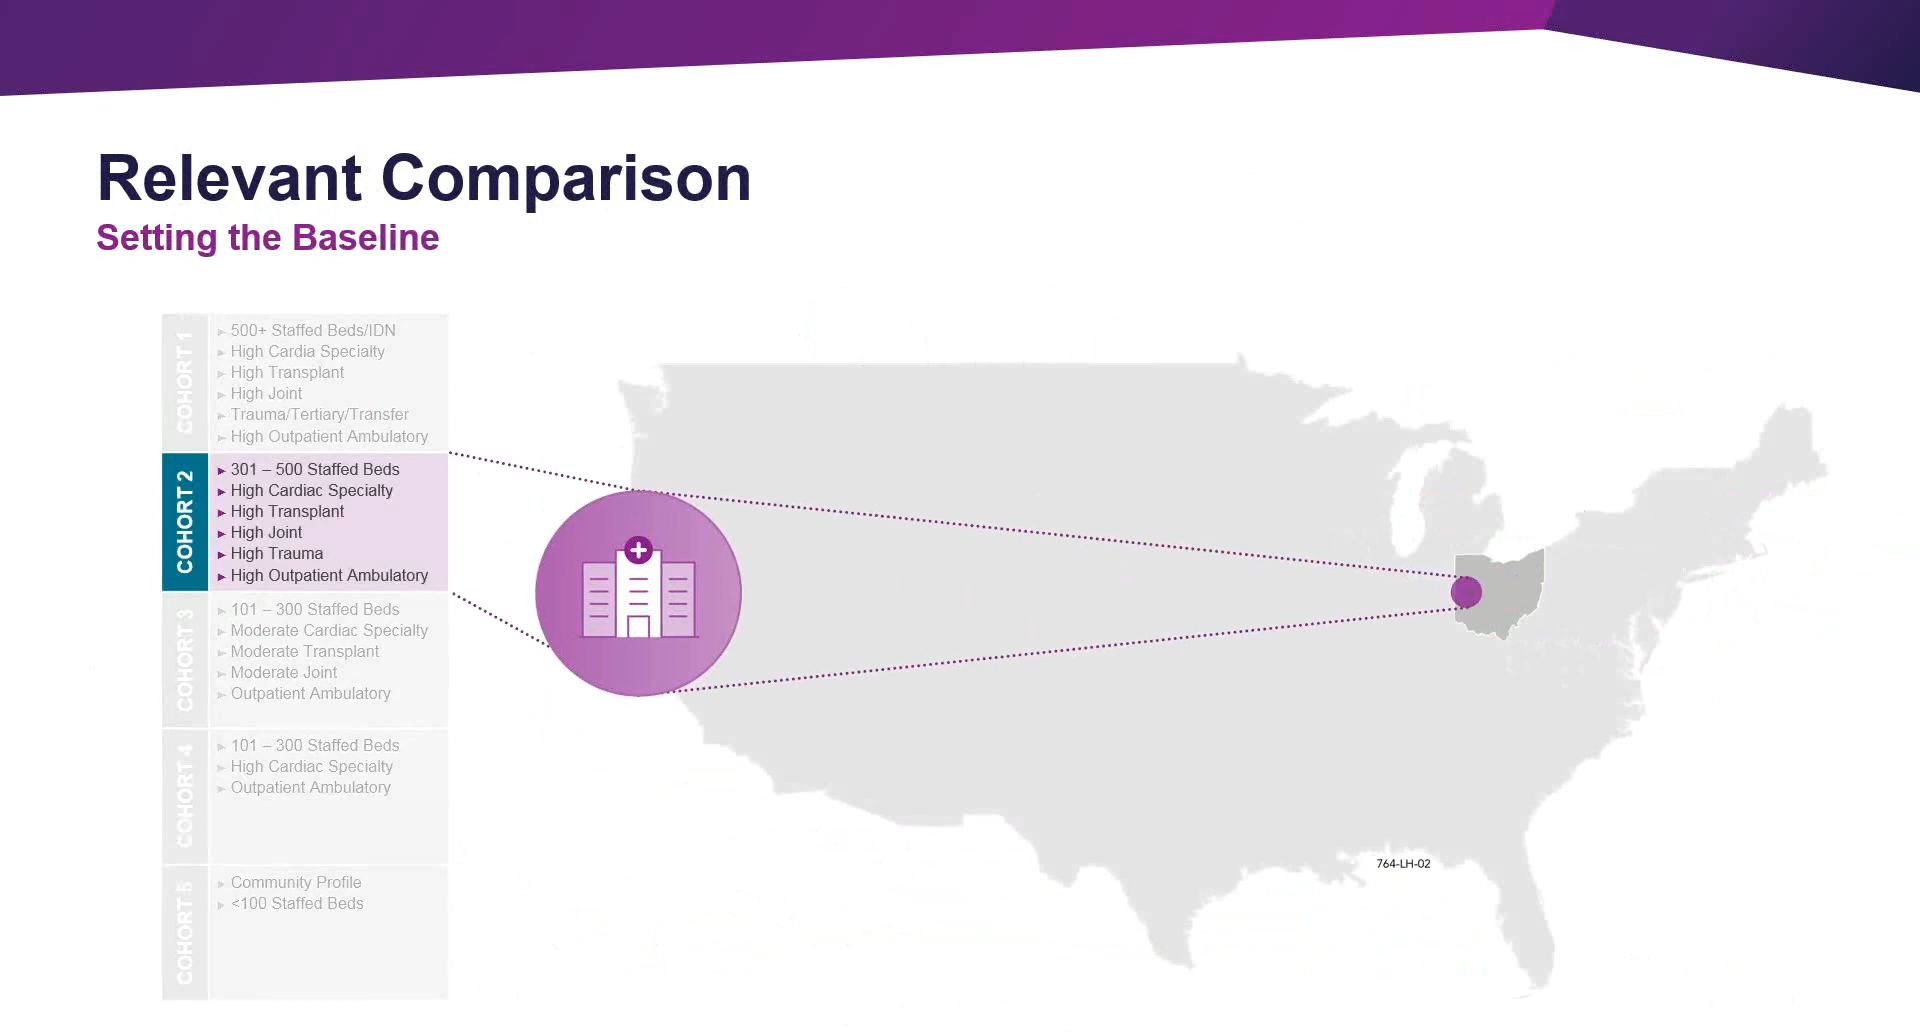 Relevant Comparison
Setting the Baseline
COHORT 1
► 500+ Staffed Beds/IDN
► High Cardia Specialty
► High Transplant
► High Joint
► Trauma/Tertiary/Transfer
► High Outpatient Ambulatory
COHORT 2
► 301 – 500 Staffed Beds
► High Cardiac Specialty
► High Transplant
► High Joint
► High Trauma
► High Outpatient Ambulatory
COHORT 3
► 101 – 300 Staffed Beds
► Moderate Cardiac Specialty
► Moderate Transplant
► Moderate Joint
► Outpatient Ambulatory
COHORT 4
► 101 – 300 Staffed Beds
► High Cardiac Specialty
► Outpatient Ambulatory
COHORT 5
► Community Profile
► <100 Staffed Beds
764-LH-02